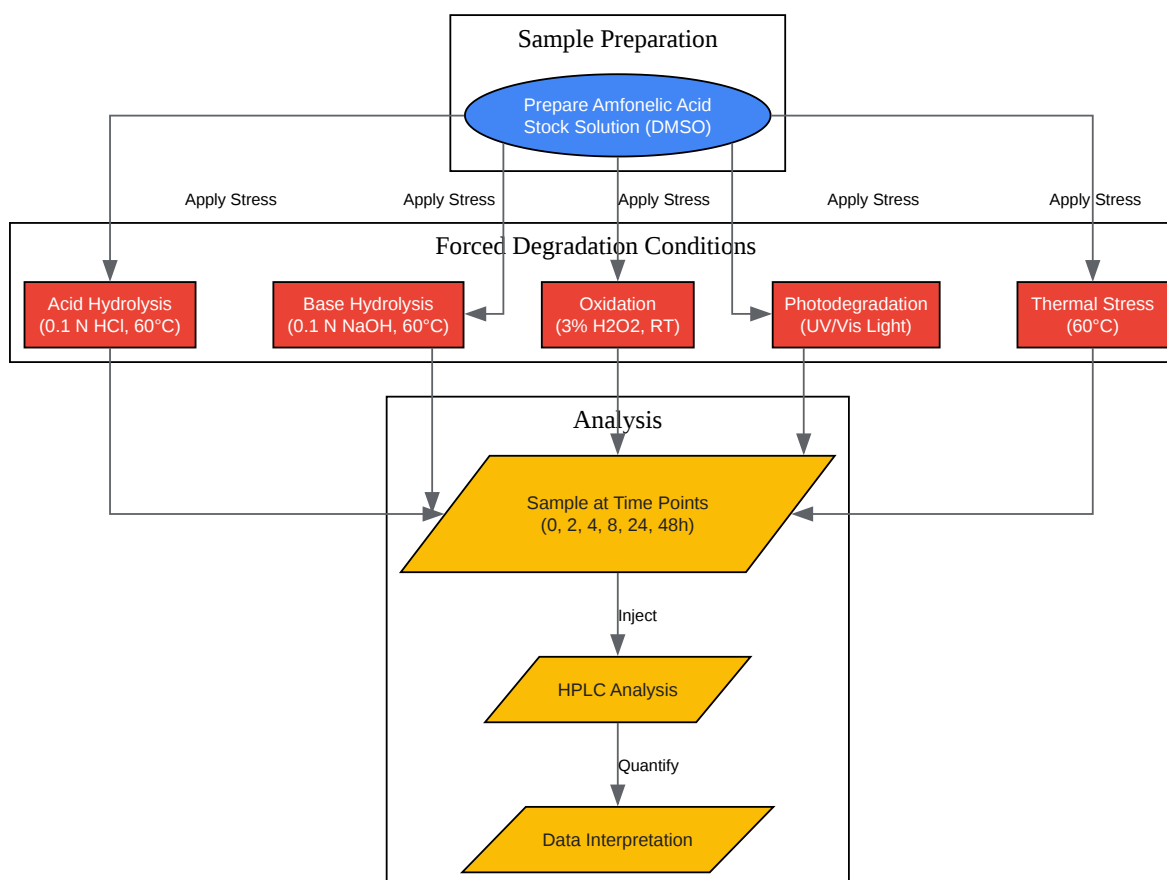 Sample Preparation
Prepare Amfonelic Acid
Stock Solution (DMSO)
Apply Stress
Apply Stress
Apply Stress
Apply Stress
Apply Stress
Forced Degradation Conditions
Acid Hydrolysis
(0.1 N HCl, 60°C)
Base Hydrolysis
(0.1 N NaOH, 60°C)
Oxidation
(3% H2O2, RT)
Photodegradation
(UV/Vis Light)
Thermal Stress
(60°C)
Analysis
Sample at Time Points
(0, 2, 4, 8, 24, 48h)
Inject
HPLC Analysis
Quantify
Data Interpretation